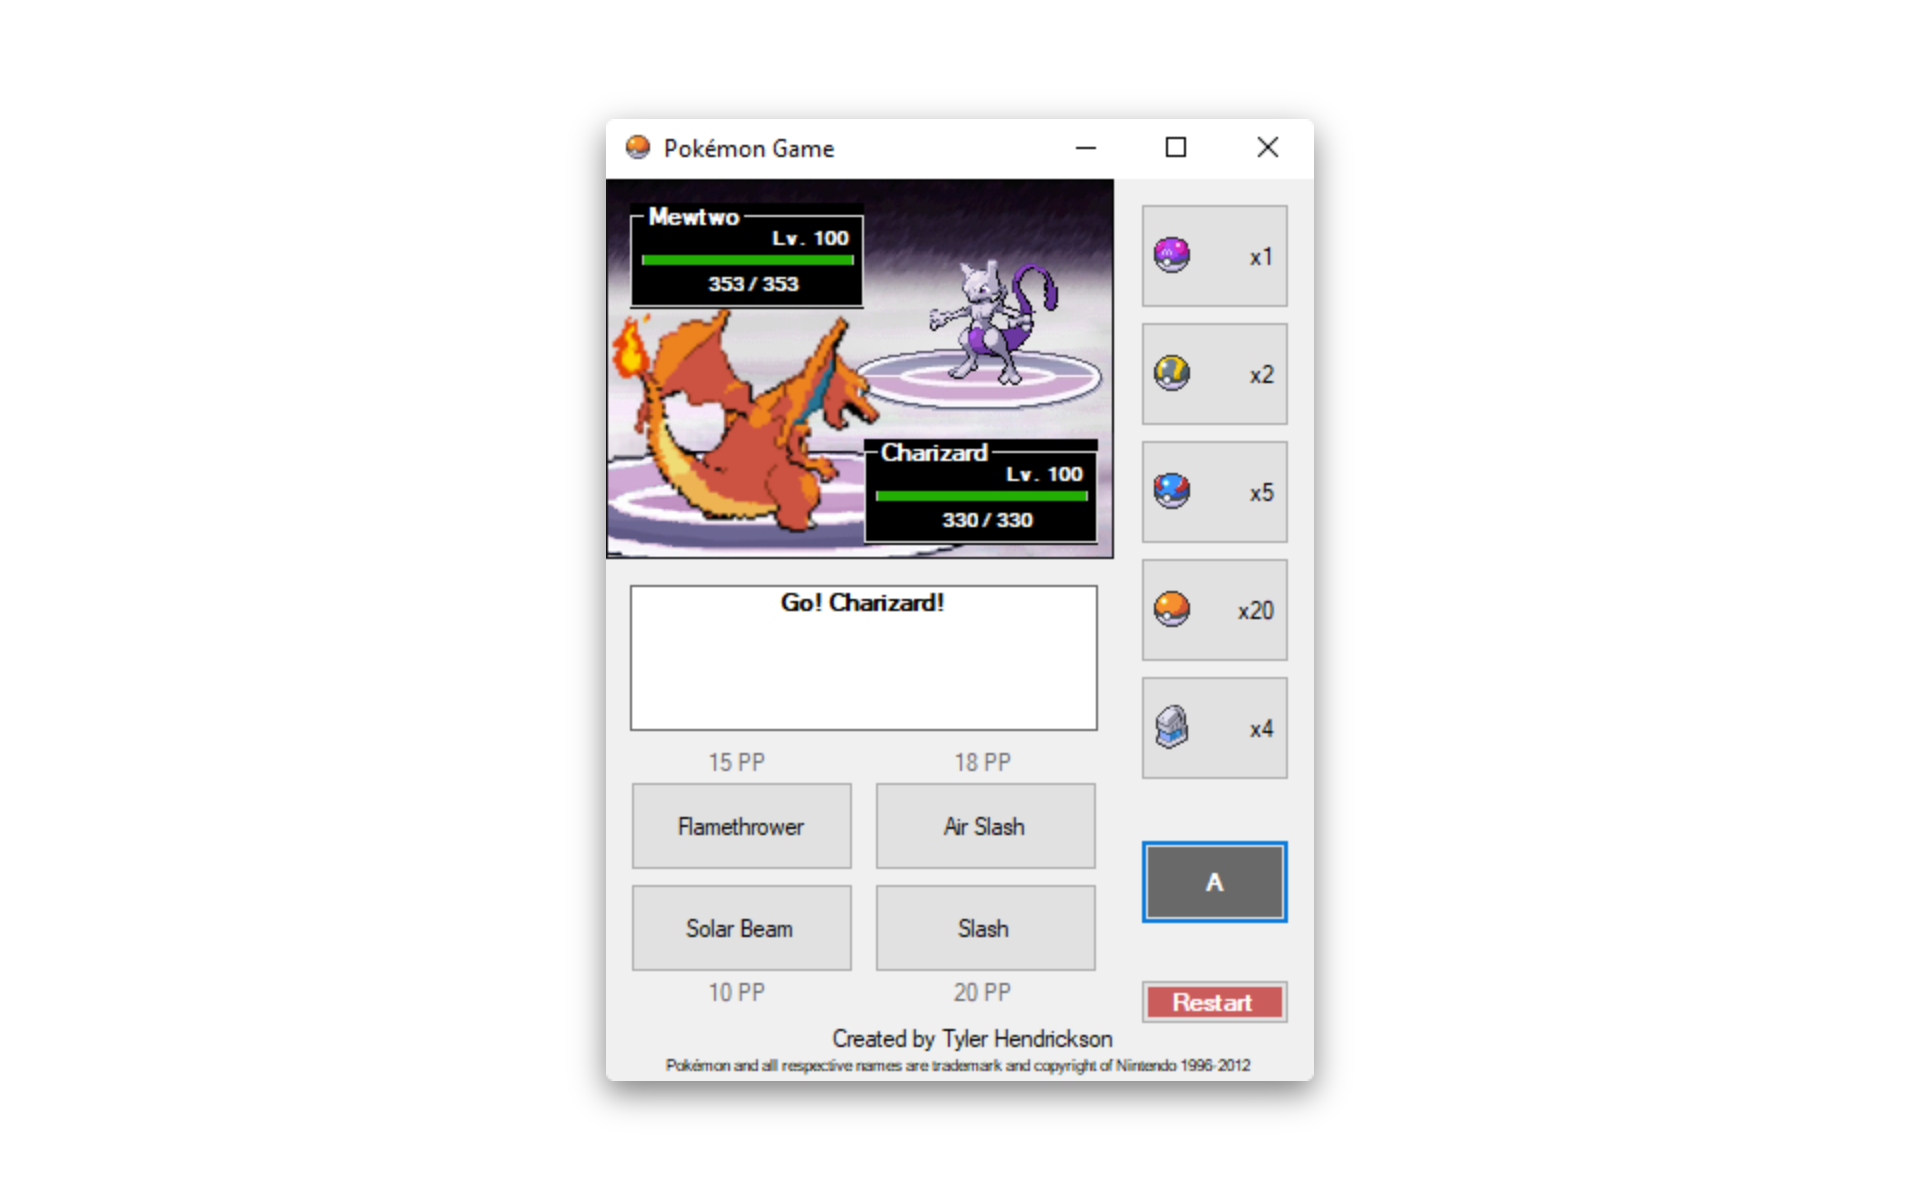 Pokémon Game
Mewtwo
Lv. 100
353 / 353
Charizard
Lv. 100
330 / 330
x1
x2
x5
x20
x4
Go! Charizard!
15 PP
18 PP
Flamethrower
Air Slash
Solar Beam
Slash
10 PP
20 PP
A
Restart
Created by Tyler Hendrickson
Pokémon and all respective names are trademark and copyright of Nintendo 1996-2012